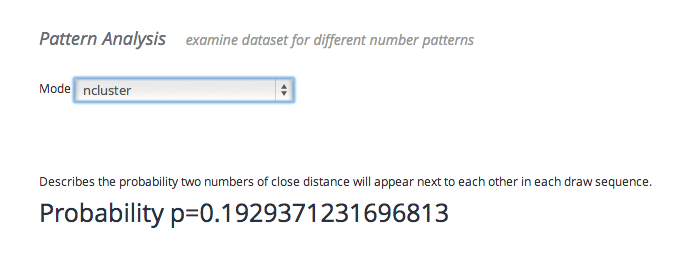 Pattern Analysis examine dataset for different number patterns
Mode ncluster
Describes the probability two numbers of close distance will appear next to each other in each draw sequence.
Probability p=0.1929371231696813